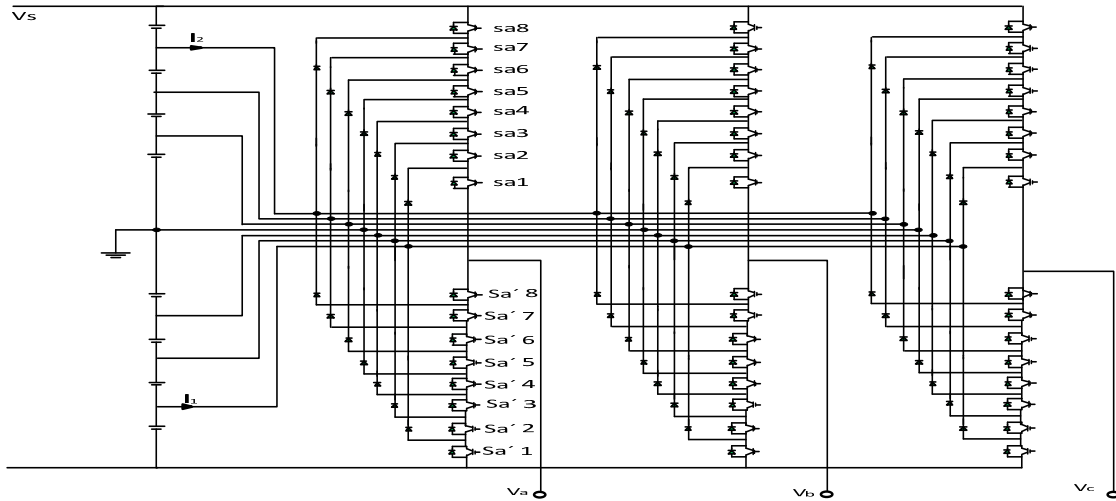 Vs
I₂
sa8
sa7
sa6
sa5
sa4
sa3
sa2
sa1
Sa´ 8
Sa´ 7
Sa´ 6
Sa´ 5
Sa´ 4
Sa´ 3
Sa´ 2
Sa´ 1
I₁
Va
Vb
Vc